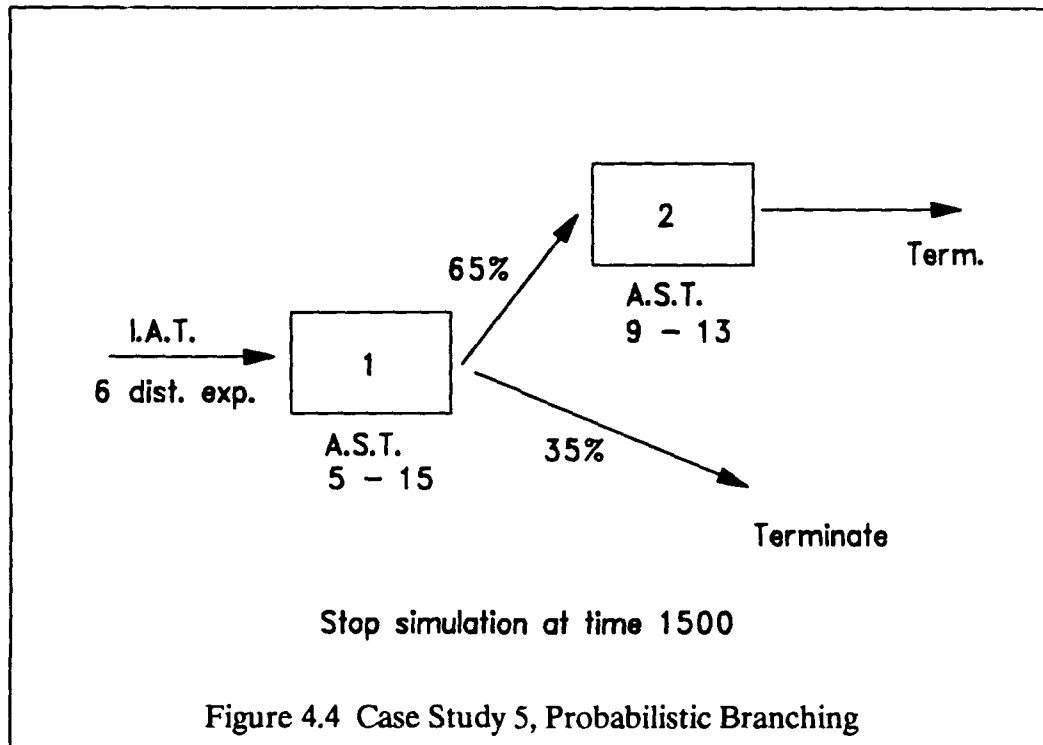 2
Term.
65%
A.S.T.
9 - 13
I.A.T.
6 dist. exp.
1
A.S.T.
5 - 15
35%
Terminate
Stop simulation at time 1500
Figure 4.4 Case Study 5, Probabilistic Branching